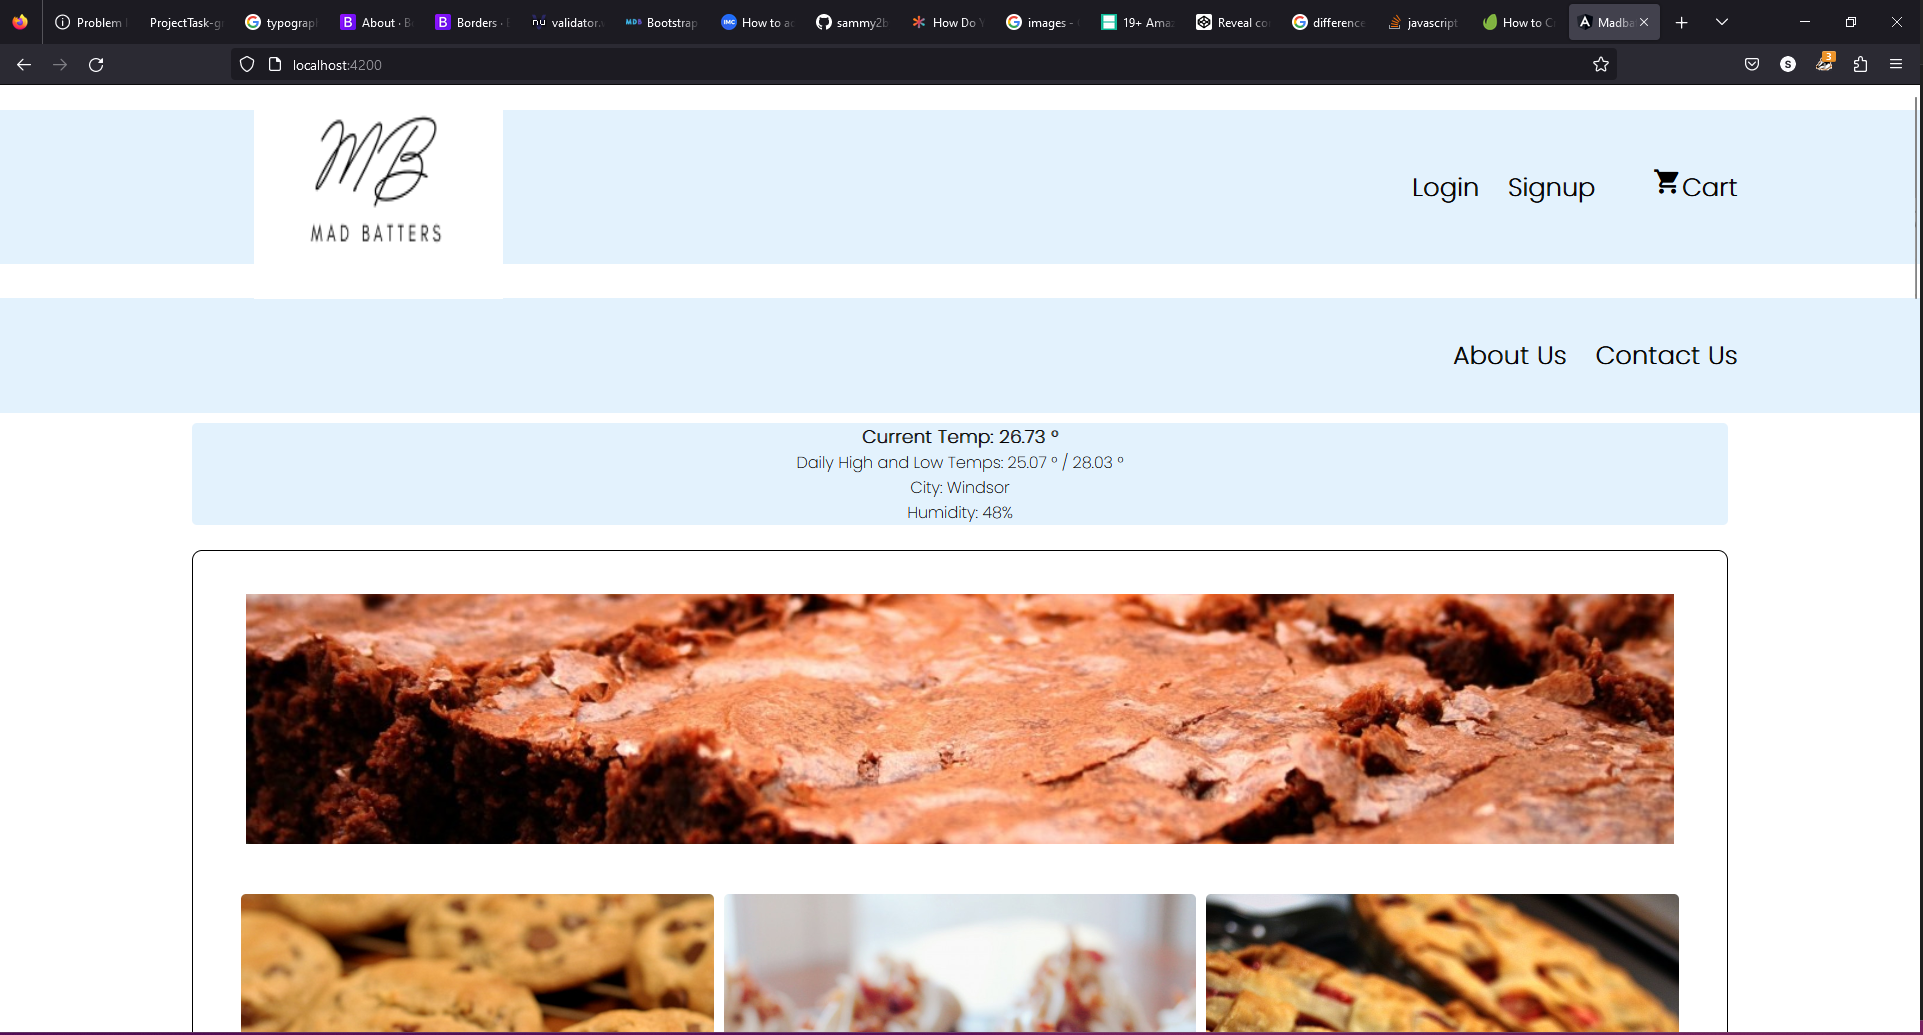 Problem
ProjectTask-g
typograp
About · B
Borders ·
validator.
Bootstrap
How to a
sammy2b
How Do Y
images -
19+ Ama
Reveal co
difference
javascript
How to C
Madba
localhost:4200
S
3
MB
MAD BATTERS
Login Signup Cart
About Us Contact Us
Current Temp: 26.73 °
Daily High and Low Temps: 25.07 ° / 28.03 °
City: Windsor
Humidity: 48%